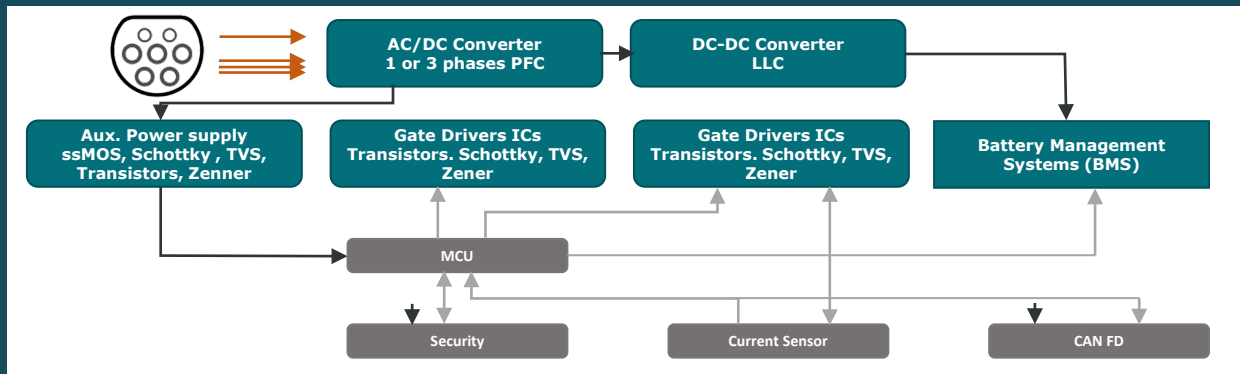 AC/DC Converter
1 or 3 phases PFC
DC-DC Converter
LLC
Aux. Power supply
ssMOS, Schottky , TVS,
Transistors, Zenner
Gate Drivers ICs
Transistors. Schottky, TVS,
Zener
Gate Drivers ICs
Transistors. Schottky, TVS,
Zener
Battery Management
Systems (BMS)
MCU
Security
Current Sensor
CAN FD